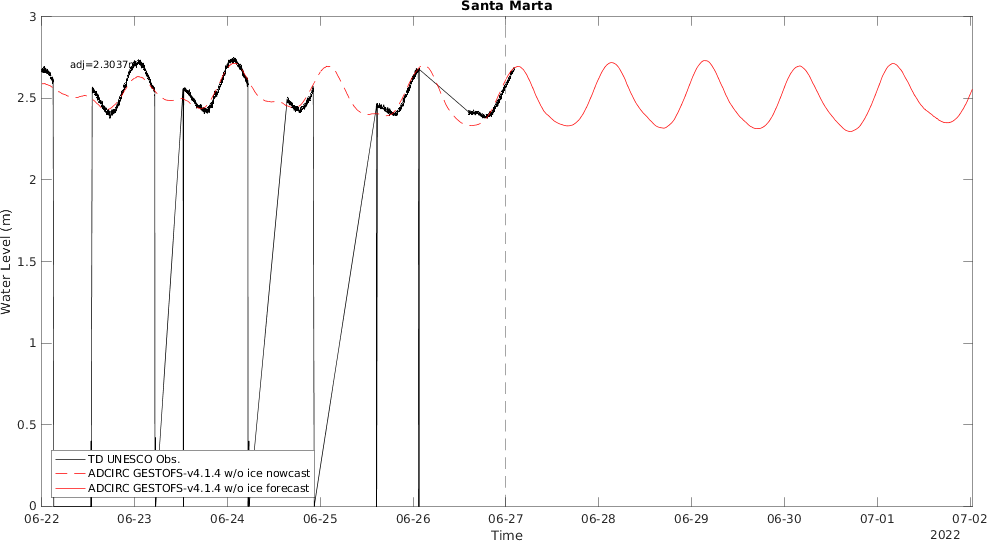 Santa Marta
3
adj=2.3037
2.5
2
1.5
1
0.5
0
Water Level (m)
TD UNESCO Obs.
ADCIRC GESTOFS-v4.1.4 w/o ice nowcast
ADCIRC GESTOFS-v4.1.4 w/o ice forecast
06-22 06-23 06-24 06-25 06-26 06-27 06-28 06-29 06-30 07-01 07-02
Time
2022